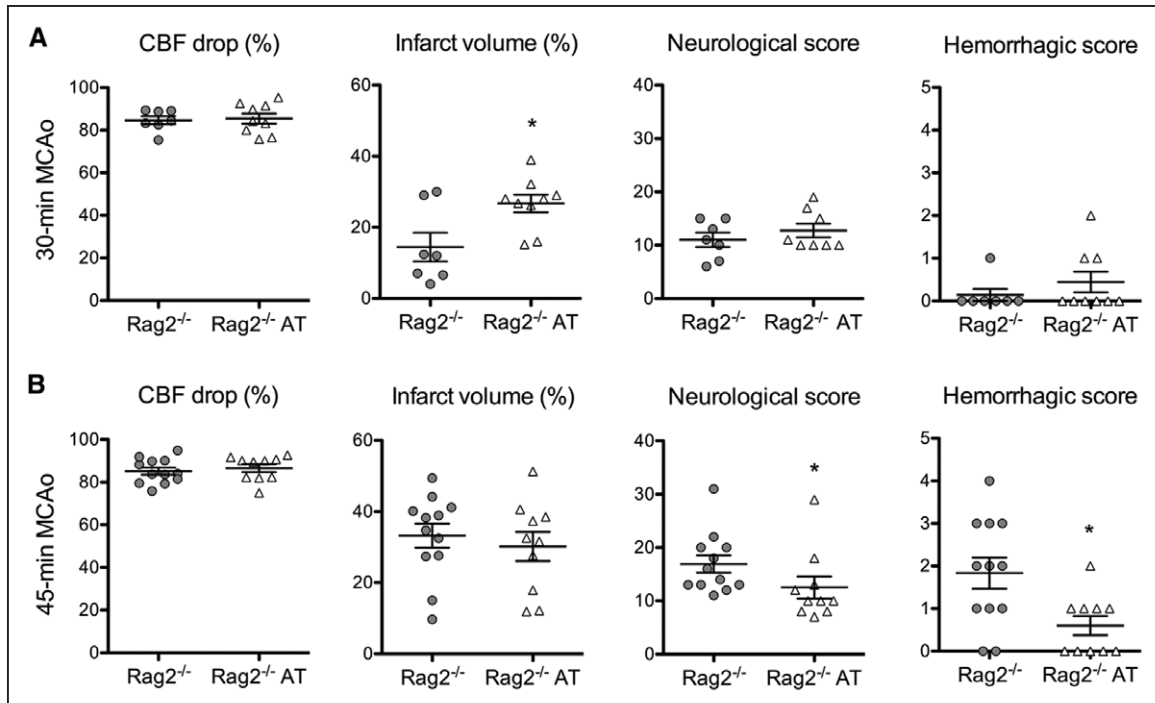 A
CBF drop (%)
Infarct volume (%)
Neurological score
Hemorrhagic score
30-min MCAo
100
80
60
40
20
0
Rag2-/-
Rag2-/- AT
60
40
20
0
*
Rag2-/-
Rag2-/- AT
40
30
20
10
0
Rag2-/-
Rag2-/- AT
5
4
3
2
1
0
Rag2-/-
Rag2-/- AT
B
CBF drop (%)
Infarct volume (%)
Neurological score
Hemorrhagic score
45-min MCAo
100
80
60
40
20
0
Rag2-/-
Rag2-/- AT
60
40
20
0
Rag2-/-
Rag2-/- AT
40
30
20
10
0
*
Rag2-/-
Rag2-/- AT
5
4
3
2
1
0
*
Rag2-/-
Rag2-/- AT